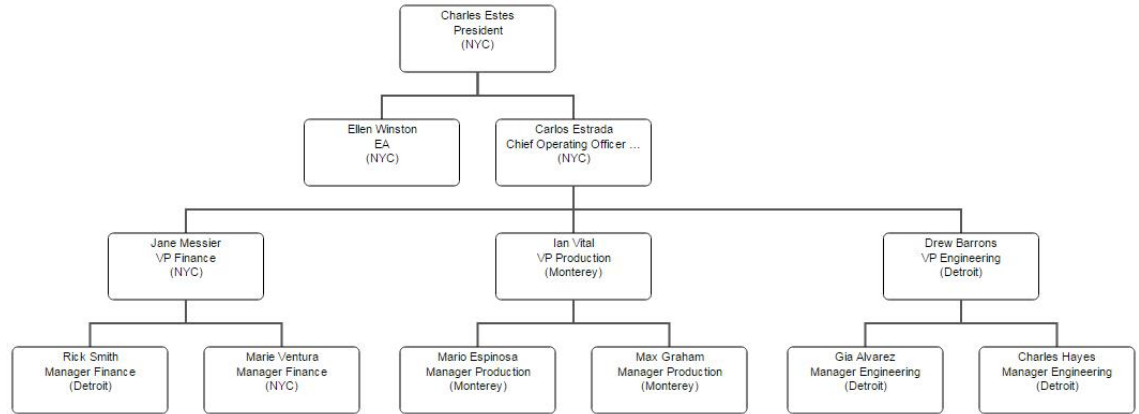 Charles Estes
President
(NYC)
Ellen Winston
EA
(NYC)
Carlos Estrada
Chief Operating Officer ...
(NYC)
Jane Messier
VP Finance
(NYC)
Ian Vital
VP Production
(Monterey)
Drew Barrons
VP Engineering
(Detroit)
Rick Smith
Manager Finance
(Detroit)
Marie Ventura
Manager Finance
(NYC)
Mario Espinosa
Manager Production
(Monterey)
Max Graham
Manager Production
(Monterey)
Gia Alvarez
Manager Engineering
(Detroit)
Charles Hayes
Manager Engineering
(Detroit)